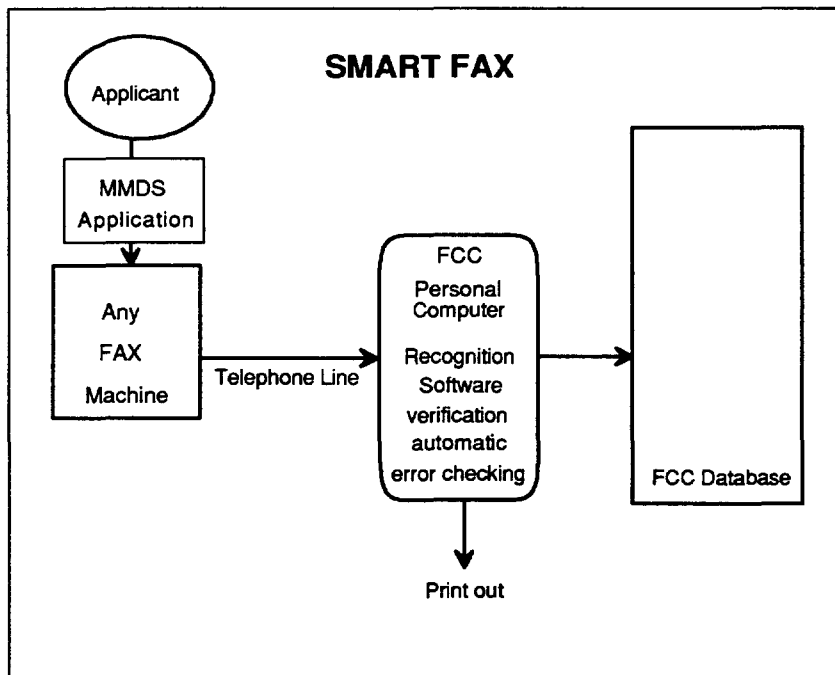 SMART FAX
Applicant
MMDS
Application
Any
FAX
Machine
Telephone Line
FCC
Personal
Computer
Recognition
Software
verification
automatic
error checking
Print out
FCC Database